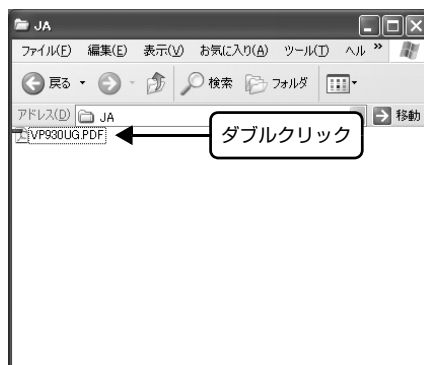 JA
ファイル(F) 編集(E) 表示(V) お気に入り(A) ツール(T) ヘル »
戻る 検索 フォルダ
アドレス(D) JA 移動
VP930UG.PDF
ダブルクリック